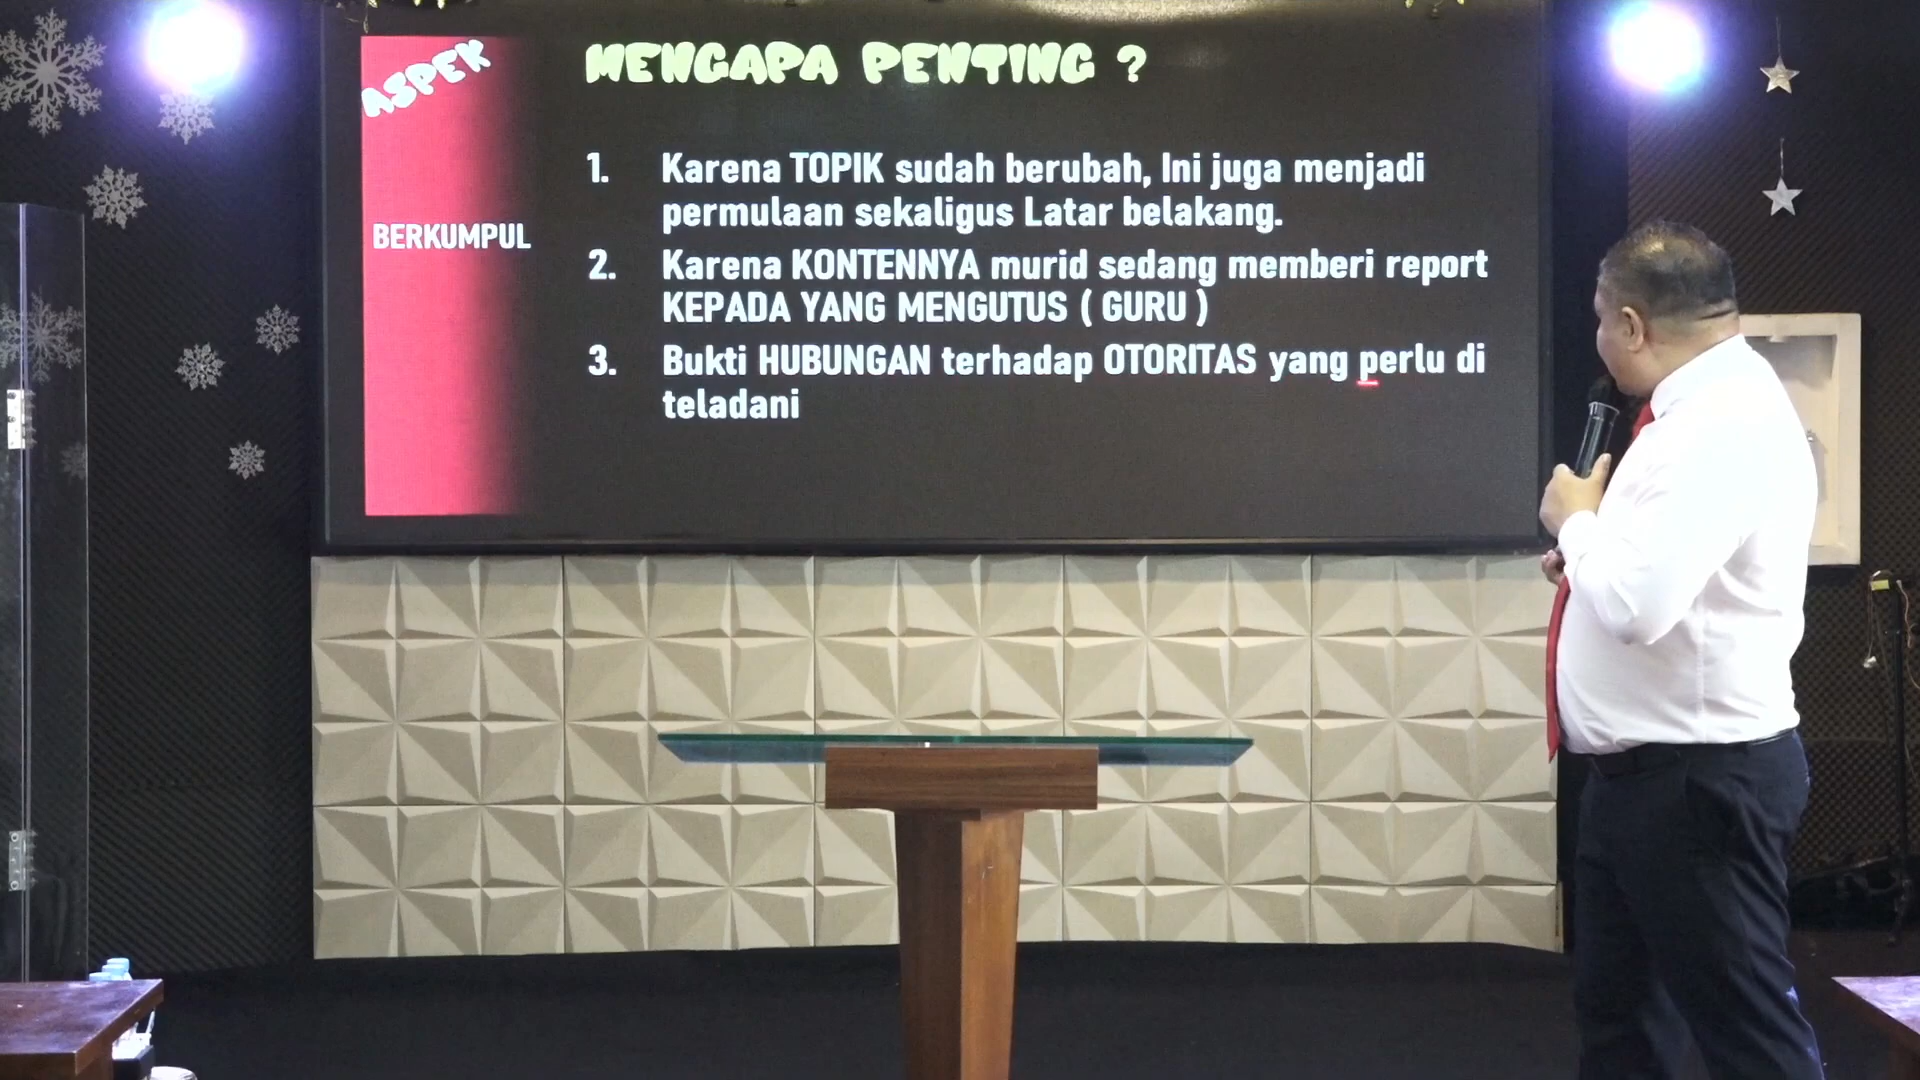 ASPEK
BERKUMPUL
MENGAPA PENTING ?
1. Karena TOPIK sudah berubah, Ini juga menjadi
permulaan sekaligus Latar belakang.
2. Karena KONTENNYA murid sedang memberi report
KEPADA YANG MENGUTUS ( GURU )
3. Bukti HUBUNGAN terhadap OTORITAS yang perlu di
teladani